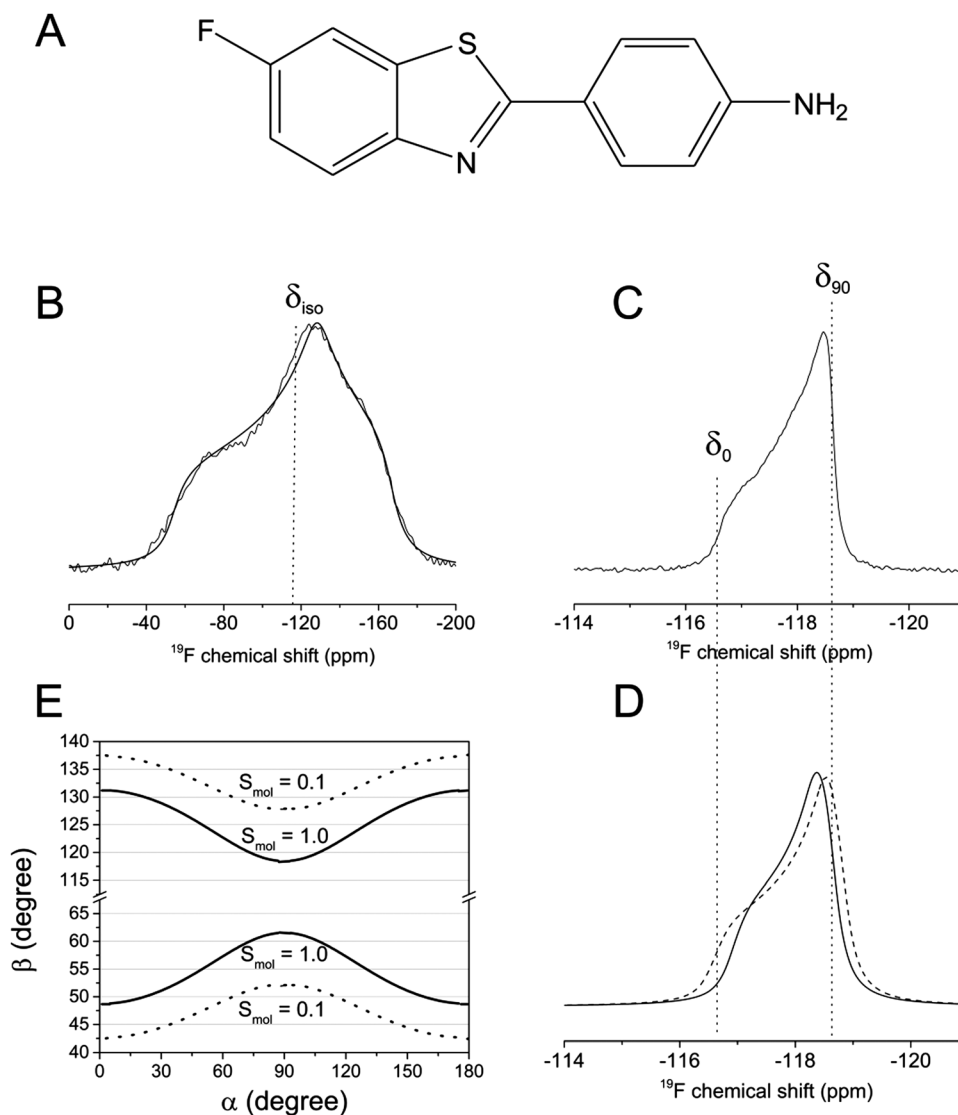 A
F
S
N
NH₂
B
δiso
0 -40 -80 -120 -160 -200
¹⁹F chemical shift (ppm)
C
δ₀
δ₉₀
-114 -116 -118 -120
¹⁹F chemical shift (ppm)
E
140
135
130
125
120
115
65
60
55
50
45
40
β (degree)
Smol = 0.1
Smol = 1.0
Smol = 1.0
Smol = 0.1
0 30 60 90 120 150 180
α (degree)
D
-114 -116 -118 -120
¹⁹F chemical shift (ppm)